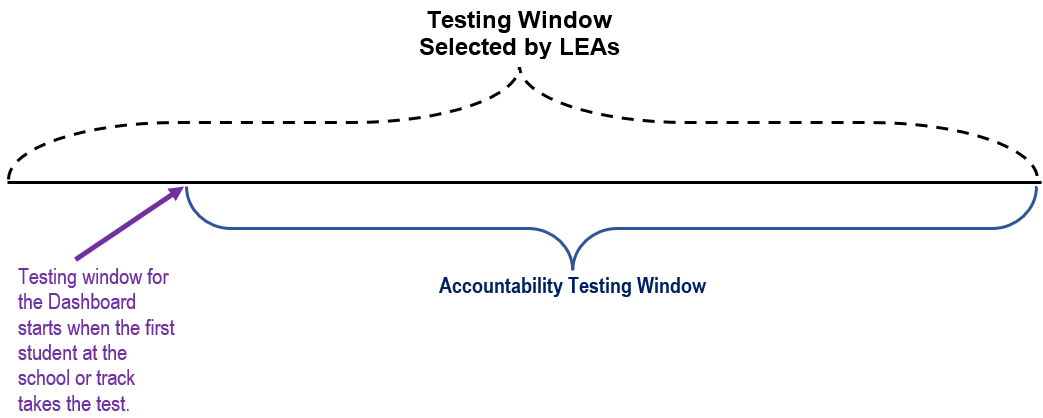 Testing Window
Selected by LEAs
Testing window for
the Dashboard
starts when the first
student at the
school or track
takes the test.
Accountability Testing Window